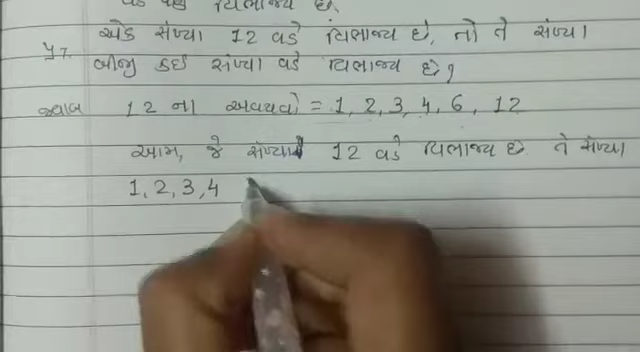 વડે પણ વિભાજ્ય છે.
પ્ર7. એક સંખ્યા 12 વડે વિભાજ્ય છે, તો તે સંખ્યા
બીજી કઈ સંખ્યા વડે વિભાજ્ય છે?
જવાબ 12 ના અવયવો = 1, 2, 3, 4, 6, 12
આમ, જે સંખ્યા 12 વડે વિભાજ્ય છે તે સંખ્યા
1, 2, 3, 4